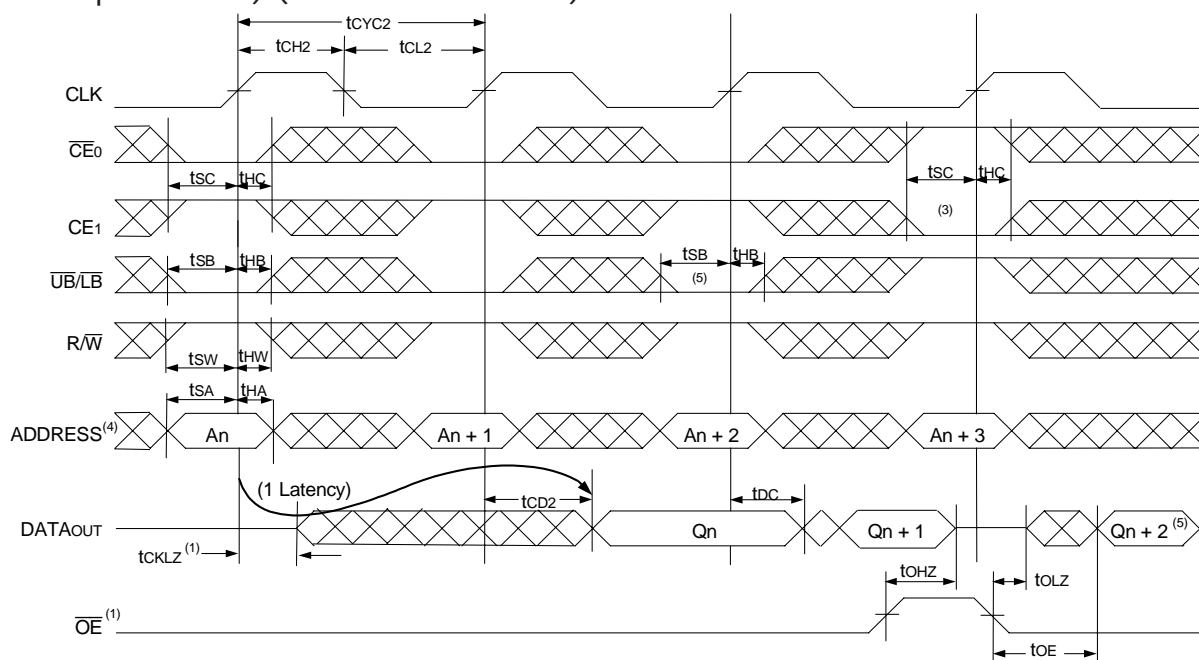 tCYC2
tCH2 tCL2
CLK
CE0
tSC tHC tSC tHC
(3)
CE1
tSB tHB tSB tHB
(5)
UB/LB
R/W
tSW tHW
tSA tHA
ADDRESS(4) An An + 1 An + 2 An + 3
(1 Latency) tCD2 tDC
DATAOUT Qn Qn + 1 Qn + 2(5)
tCKLZ(1)
tOHZ tOLZ
OE(1)
tOE